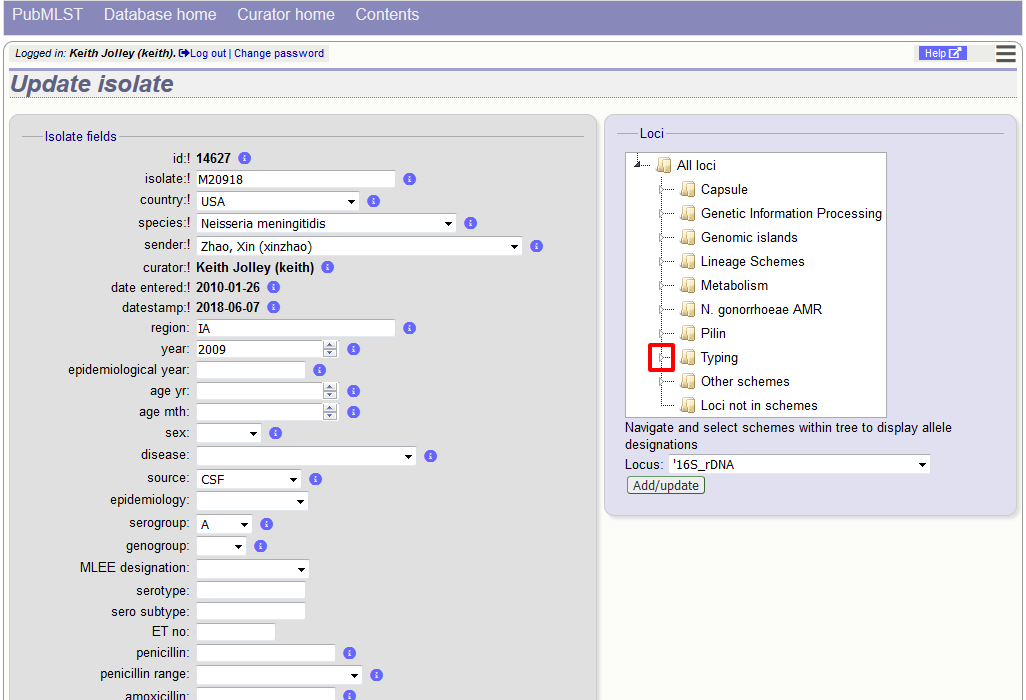 PubMLST Database home Curator home Contents
Logged in: Keith Jolley (keith). Log out | Change password
Help
Update isolate
Isolate fields
id:! 14627
isolate:! M20918
country:! USA
species:! Neisseria meningitidis
sender:! Zhao, Xin (xinzhao)
curator:! Keith Jolley (keith)
date entered:! 2010-01-26
datestamp:! 2018-06-07
region: IA
year: 2009
epidemiological year:
age yr:
age mth:
sex:
disease:
source: CSF
epidemiology:
serogroup: A
genogroup:
MLEE designation:
serotype:
sero subtype:
ET no:
penicillin:
penicillin range:
amoxicillin:
Loci
All loci
Capsule
Genetic Information Processing
Genomic islands
Lineage Schemes
Metabolism
N. gonorrhoeae AMR
Pilin
Typing
Other schemes
Loci not in schemes
Navigate and select schemes within tree to display allele
designations
Locus: '16S_rDNA
Add/update